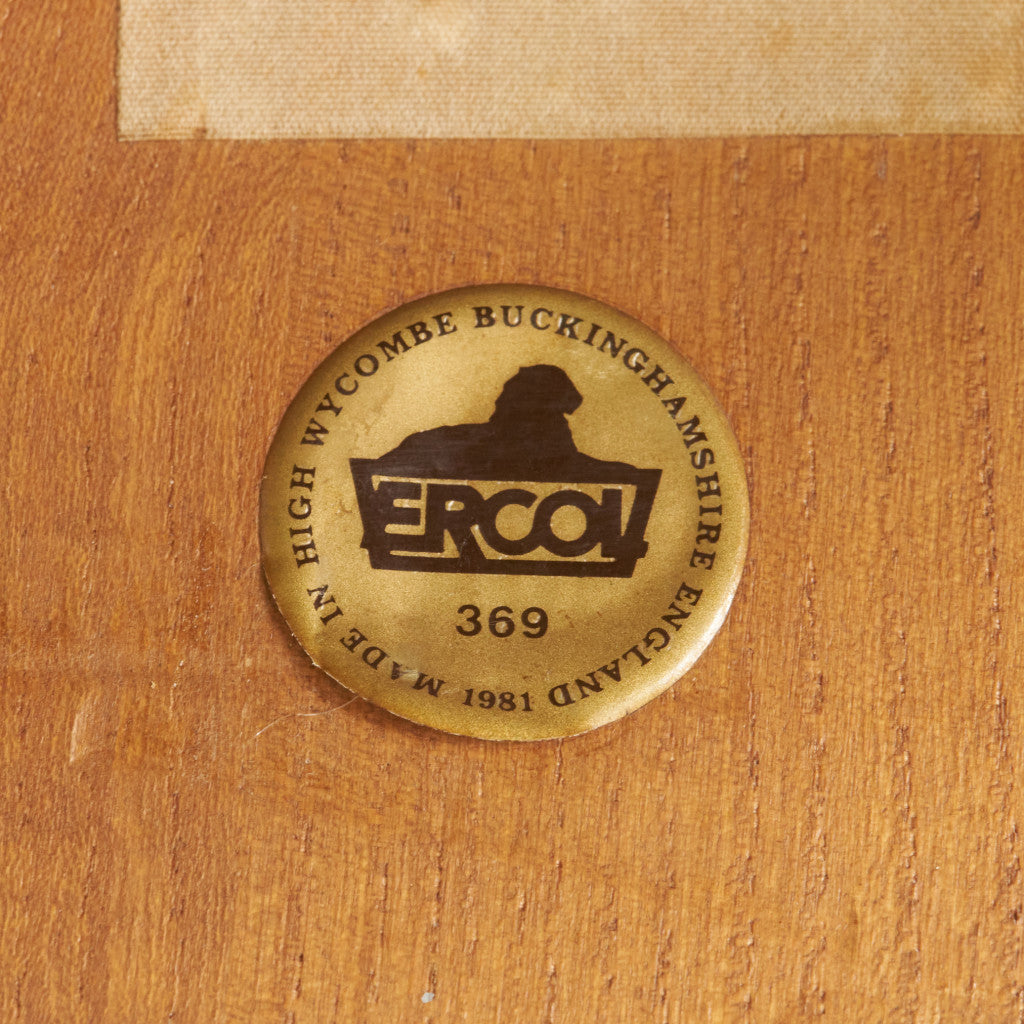 MADE IN HIGH WYCOMBE BUCKINGHAMSHIRE ENGLAND
ERCOL
369
1981